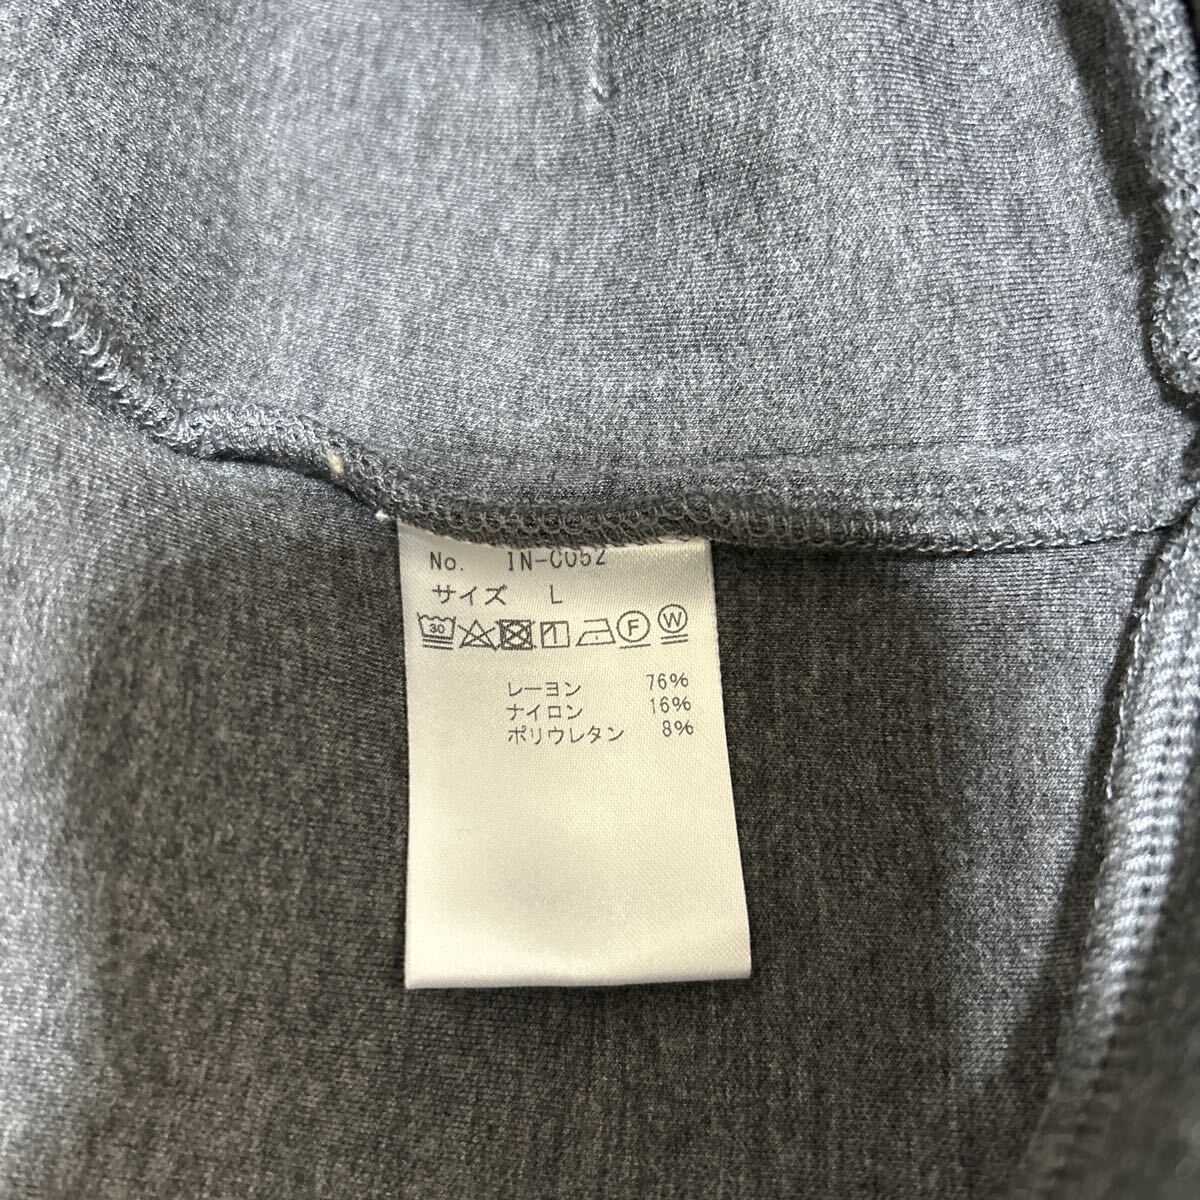 No. IN-C052
サイズ L
30 F W
レーヨン 76%
ナイロン 16%
ポリウレタン 8%